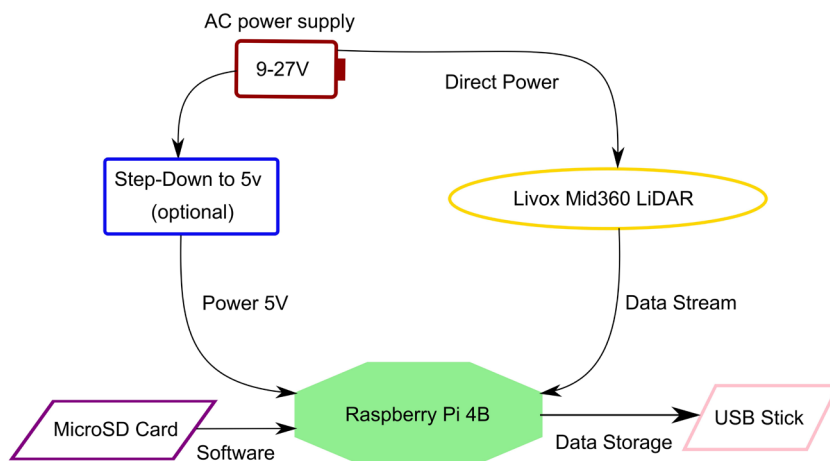 AC power supply
9-27V
Direct Power
Step-Down to 5v
(optional)
Livox Mid360 LiDAR
Power 5V
Data Stream
MicroSD Card
Software
Raspberry Pi 4B
Data Storage
USB Stick